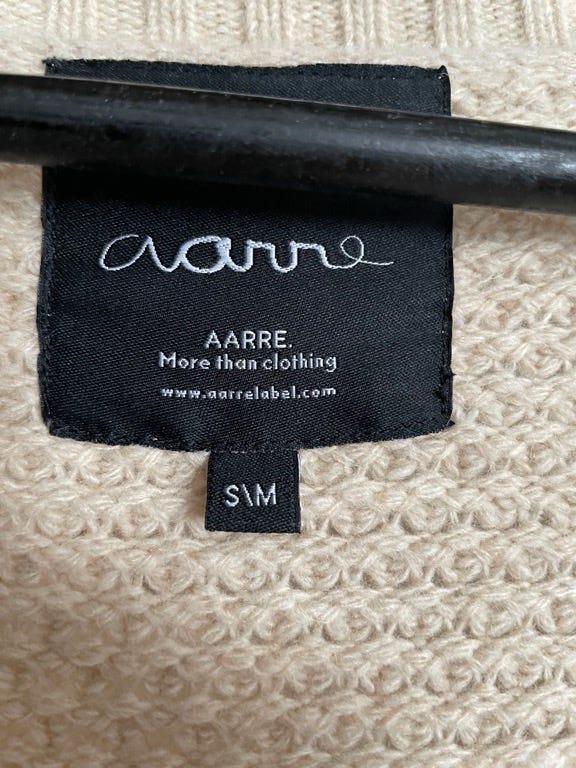 aarre
AARRE.
More than clothing
www.aarrelabel.com
S\M